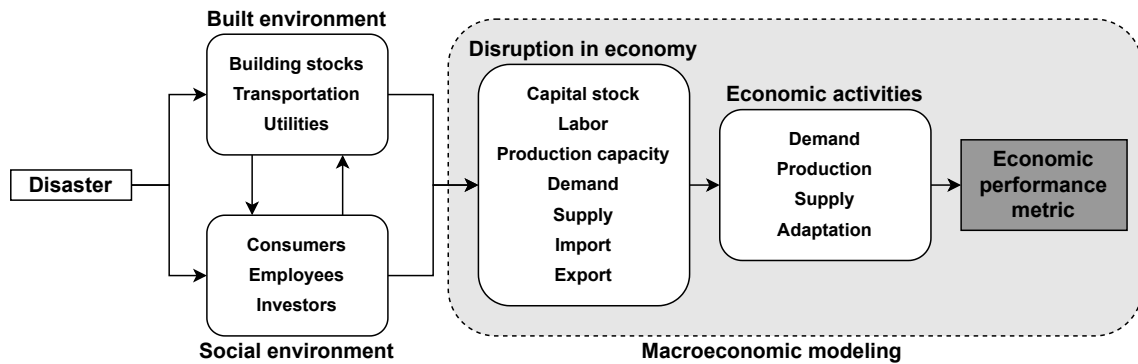 Disaster
Built environment
Building stocks
Transportation
Utilities
Consumers
Employees
Investors
Social environment
Disruption in economy
Capital stock
Labor
Production capacity
Demand
Supply
Import
Export
Economic activities
Demand
Production
Supply
Adaptation
Economic
performance
metric
Macroeconomic modeling